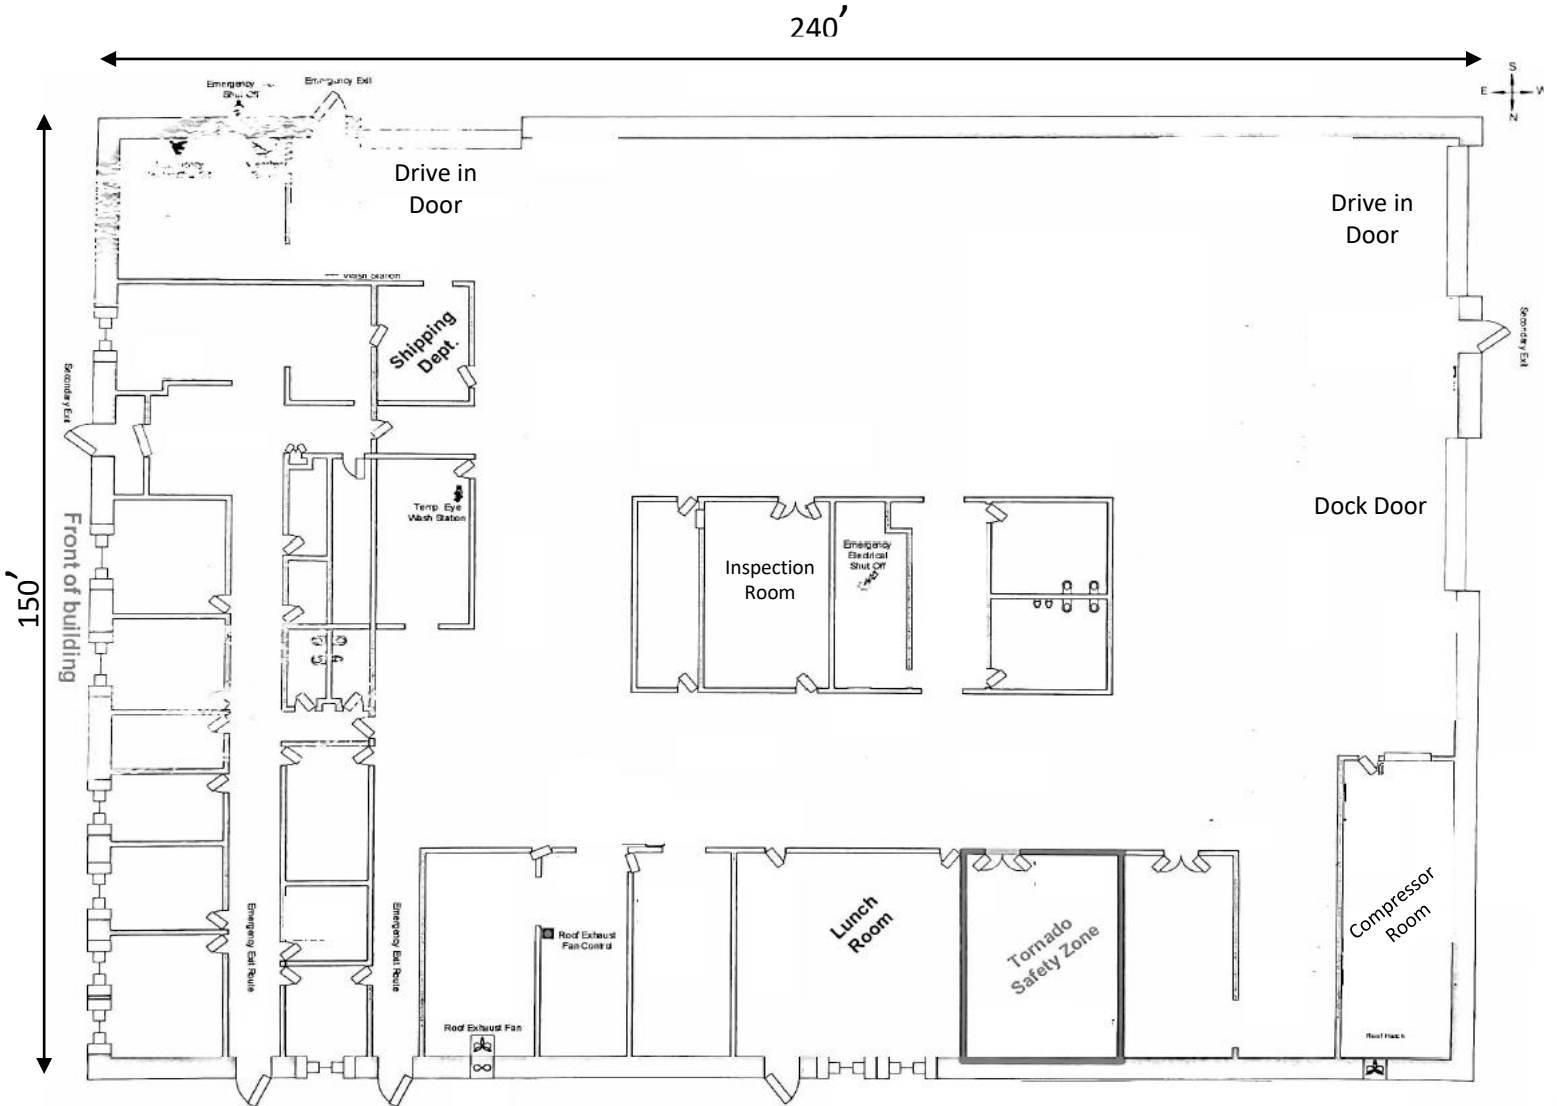 240'
Emergency
Shut Off
Emergency Exit
S
E
W
N
Drive in
Door
Drive in
Door
Wash Station
Shipping
Dept.
Secondary Exit
Secondary Exit
Temp Eye
Wash Station
Dock Door
Front of building
150'
Inspection
Room
Emergency
Electrical
Shut Off
Emergency Exit Route
Emergency Exit Route
Roof Exhaust
Fan Control
Roof Exhaust Fan
Lunch
Room
Tornado
Safety Zone
Compressor
Room
Roof Hatch